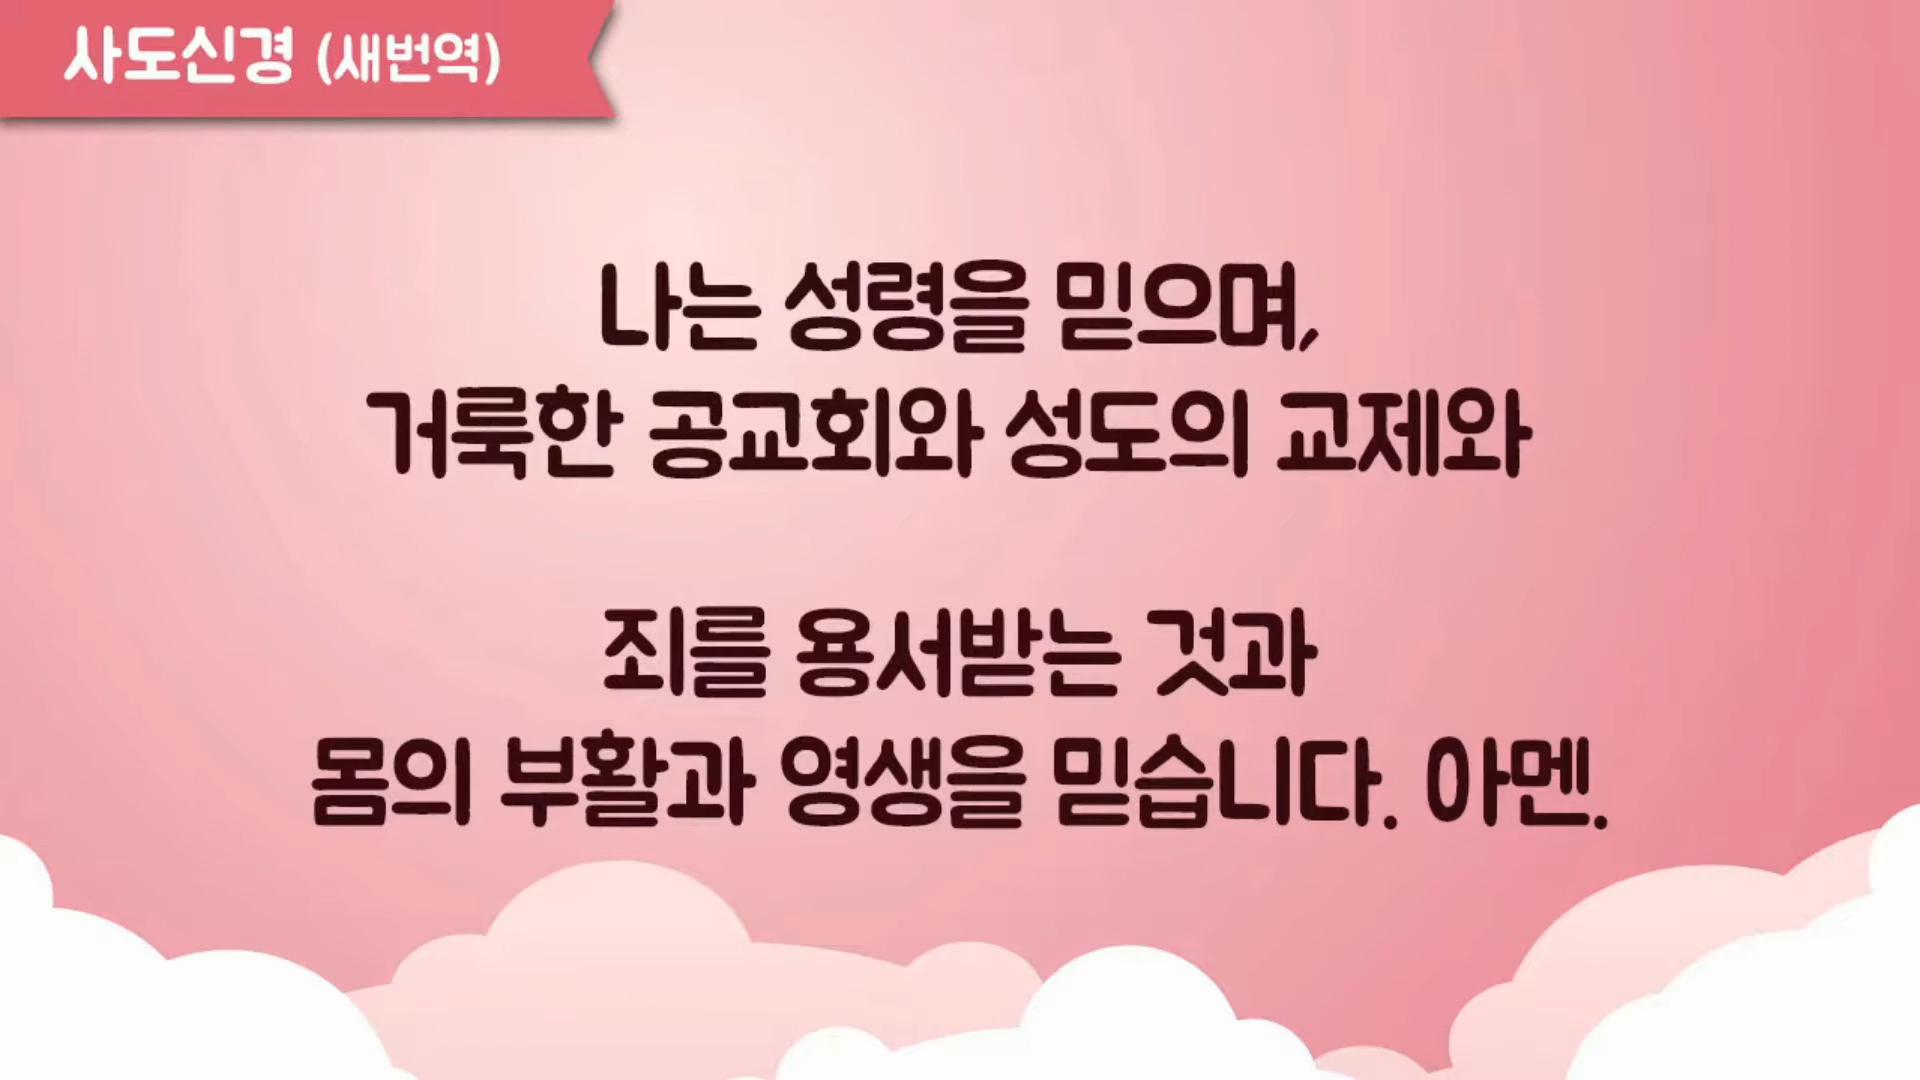 사도신경 (새번역)
나는 성령을 믿으며,
거룩한 공교회와 성도의 교제와
죄를 용서받는 것과
몸의 부활과 영생을 믿습니다. 아멘.